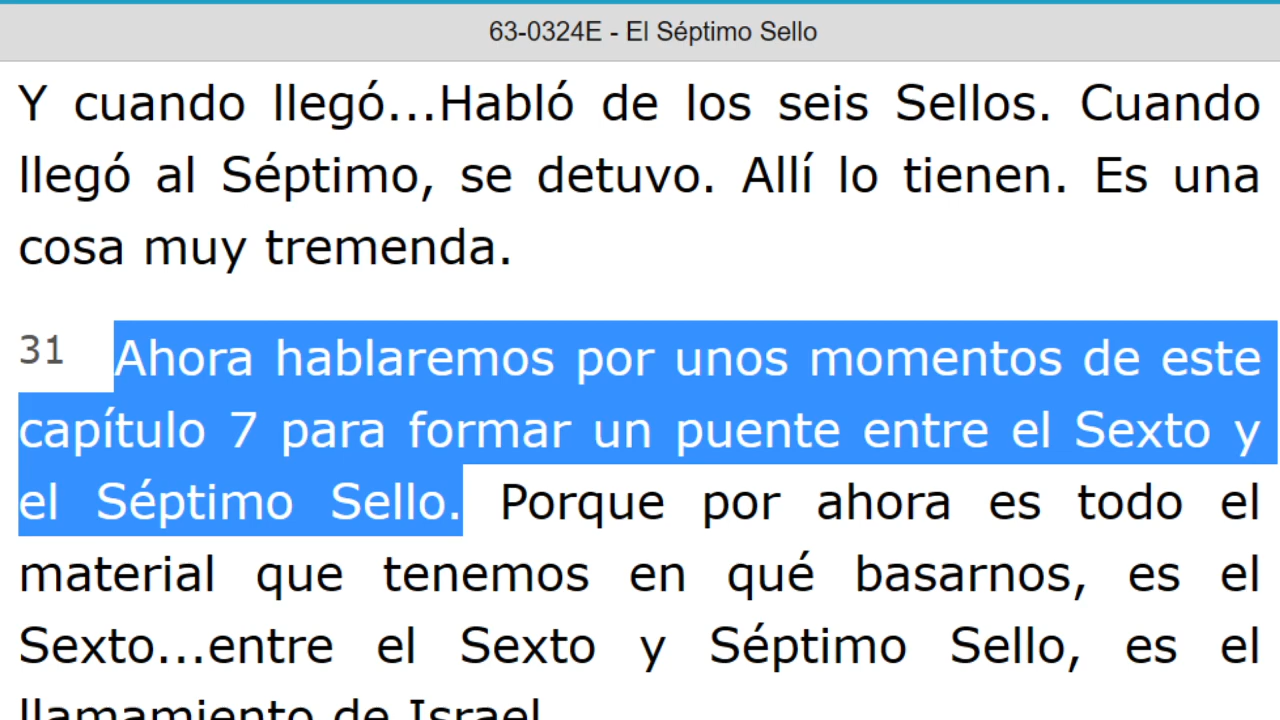 63-0324E - El Séptimo Sello
Y cuando llegó...Habló de los seis Sellos. Cuando
llegó al Séptimo, se detuvo. Allí lo tienen. Es una
cosa muy tremenda.
31 Ahora hablaremos por unos momentos de este
capítulo 7 para formar un puente entre el Sexto y
el Séptimo Sello. Porque por ahora es todo el
material que tenemos en qué basarnos, es el
Sexto...entre el Sexto y Séptimo Sello, es el
llamamiento de Israel